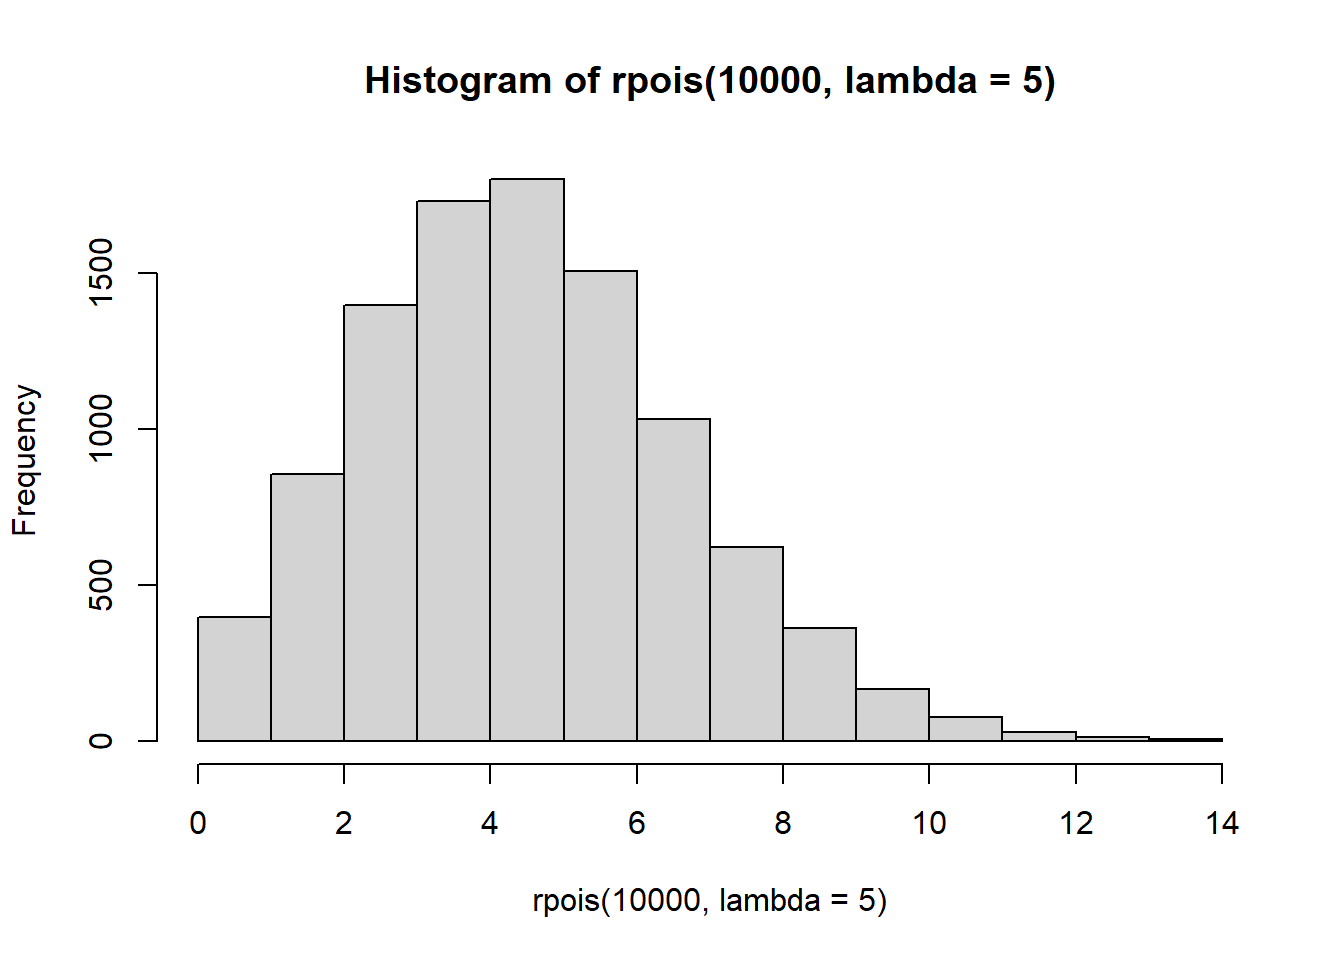 Histogram of rpois(10000, lambda = 5)
Frequency
1500
1000
500
0
0 2 4 6 8 10 12 14
rpois(10000, lambda = 5)